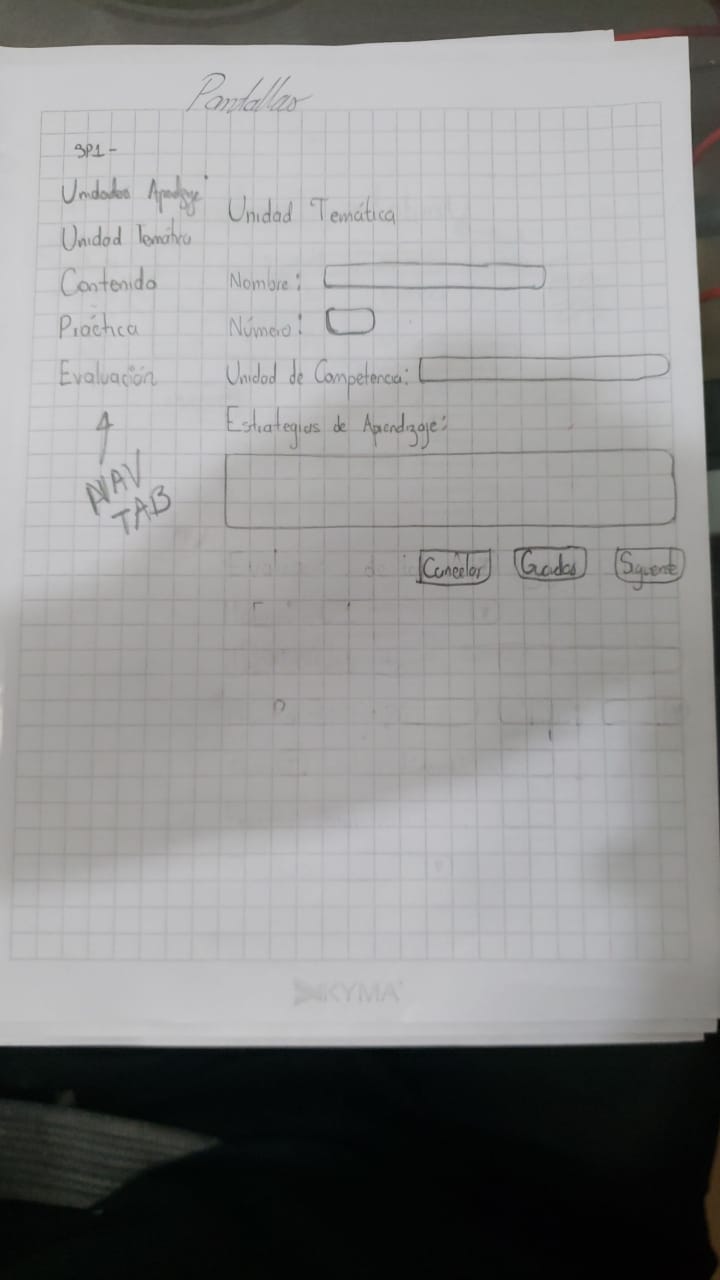 Pantallas
SP1-
Unidades Apndzje
Unidad Temática
Unidad Temática
Contenido
Nombre:
Práctica
Número:
Evaluación
Unidad de Competencia:
Estrategias de Aprendizaje:
NAV
TAB
Cancelar
Guardar
Siguiente
KYMA